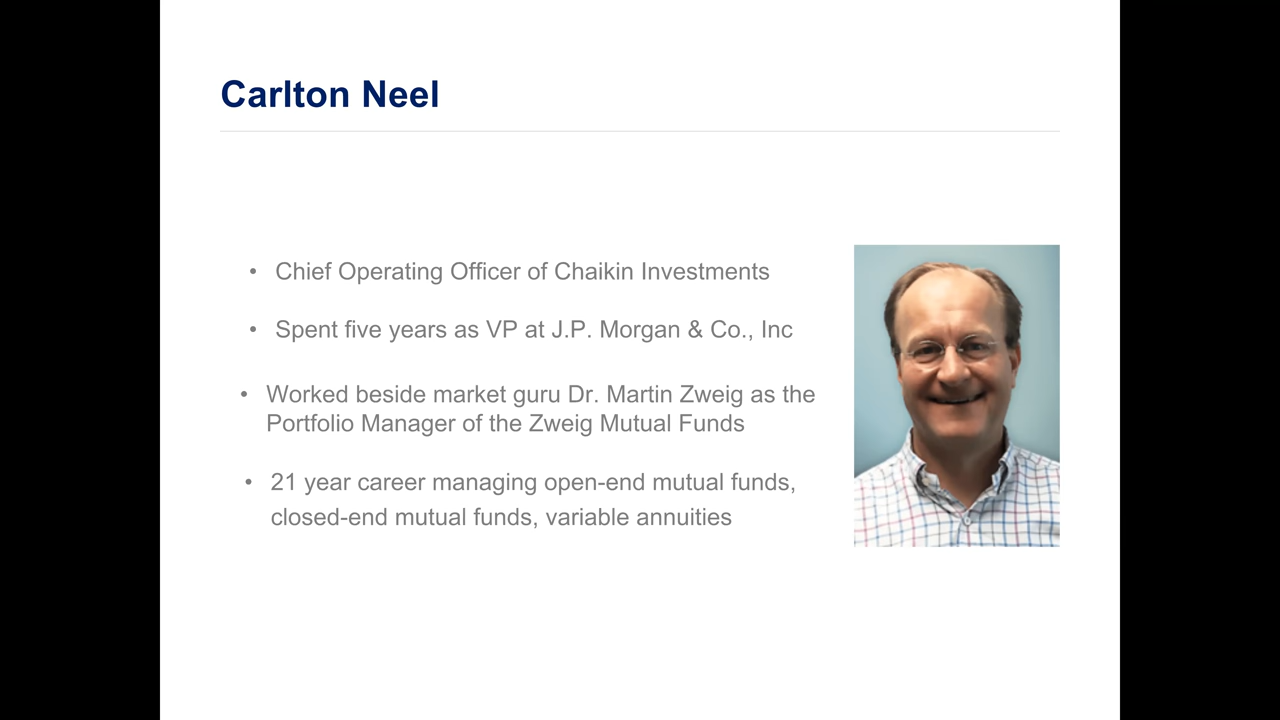 Carlton Neel
• Chief Operating Officer of Chaikin Investments
• Spent five years as VP at J.P. Morgan & Co., Inc
• Worked beside market guru Dr. Martin Zweig as the
Portfolio Manager of the Zweig Mutual Funds
• 21 year career managing open-end mutual funds,
closed-end mutual funds, variable annuities